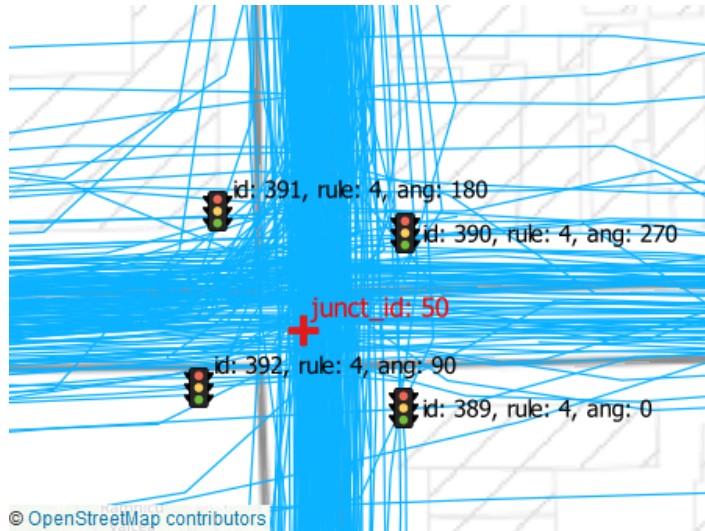 id: 391, rule: 4, ang: 180
id: 390, rule: 4, ang: 270
junct_id: 50
id: 392, rule: 4, ang: 90
id: 389, rule: 4, ang: 0
© OpenStreetMap contributors